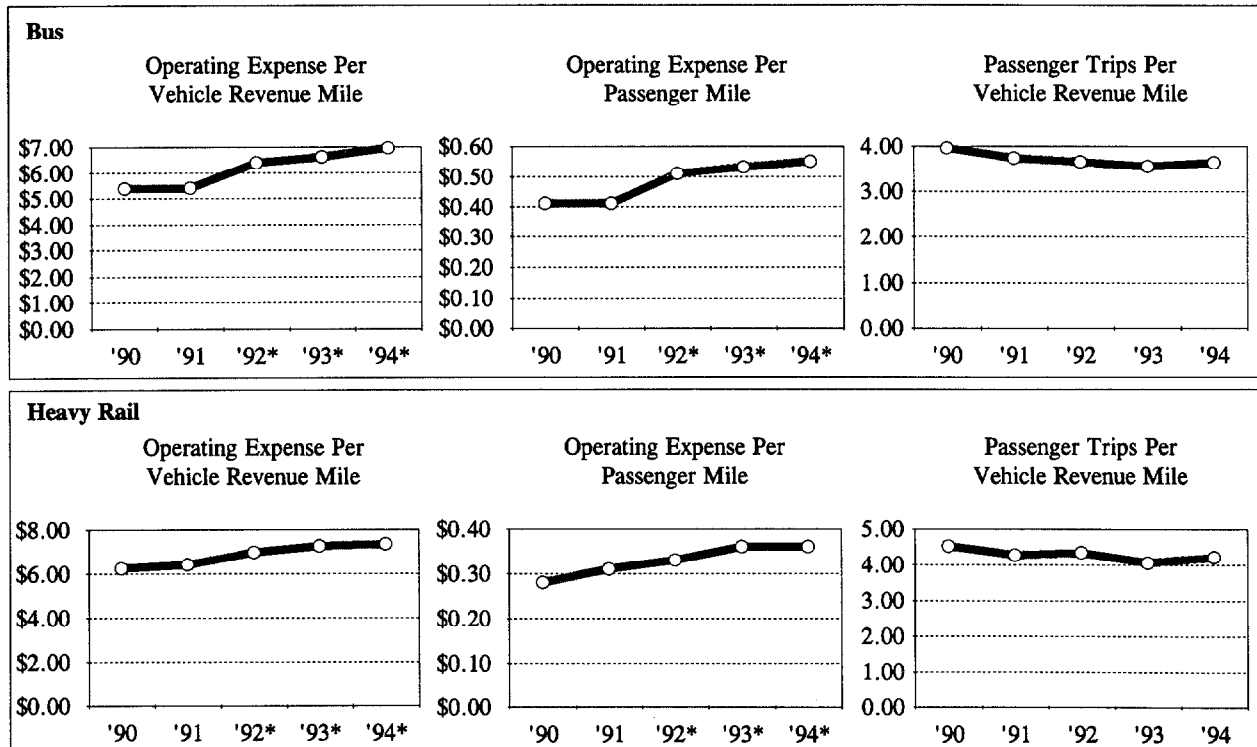 Bus
Operating Expense Per
Vehicle Revenue Mile
$7.00
$6.00
$5.00
$4.00
$3.00
$2.00
$1.00
$0.00
'90 '91 '92* '93* '94*
Operating Expense Per
Passenger Mile
$0.60
$0.50
$0.40
$0.30
$0.20
$0.10
$0.00
'90 '91 '92* '93* '94*
Passenger Trips Per
Vehicle Revenue Mile
4.00
3.00
2.00
1.00
0.00
'90 '91 '92 '93 '94
Heavy Rail
Operating Expense Per
Vehicle Revenue Mile
$8.00
$6.00
$4.00
$2.00
$0.00
'90 '91 '92* '93* '94*
Operating Expense Per
Passenger Mile
$0.40
$0.30
$0.20
$0.10
$0.00
'90 '91 '92* '93* '94*
Passenger Trips Per
Vehicle Revenue Mile
5.00
4.00
3.00
2.00
1.00
0.00
'90 '91 '92 '93 '94